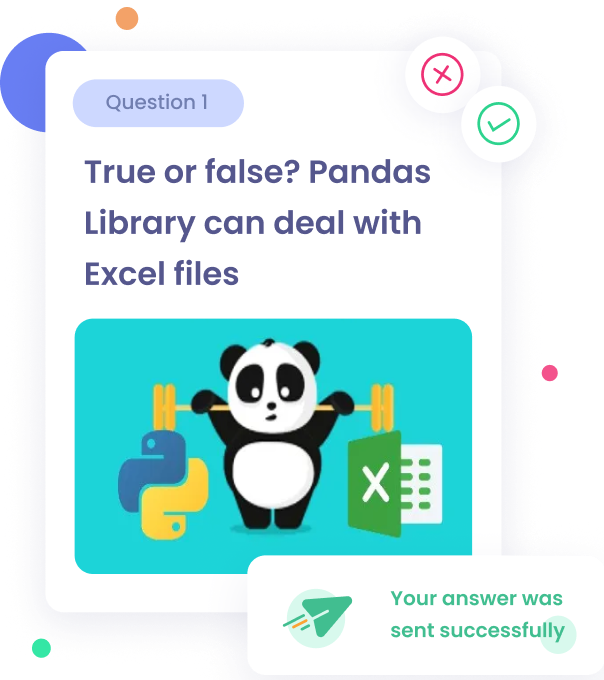 Question 1
True or false? Pandas
Library can deal with
Excel files
X
Your answer was
sent successfully